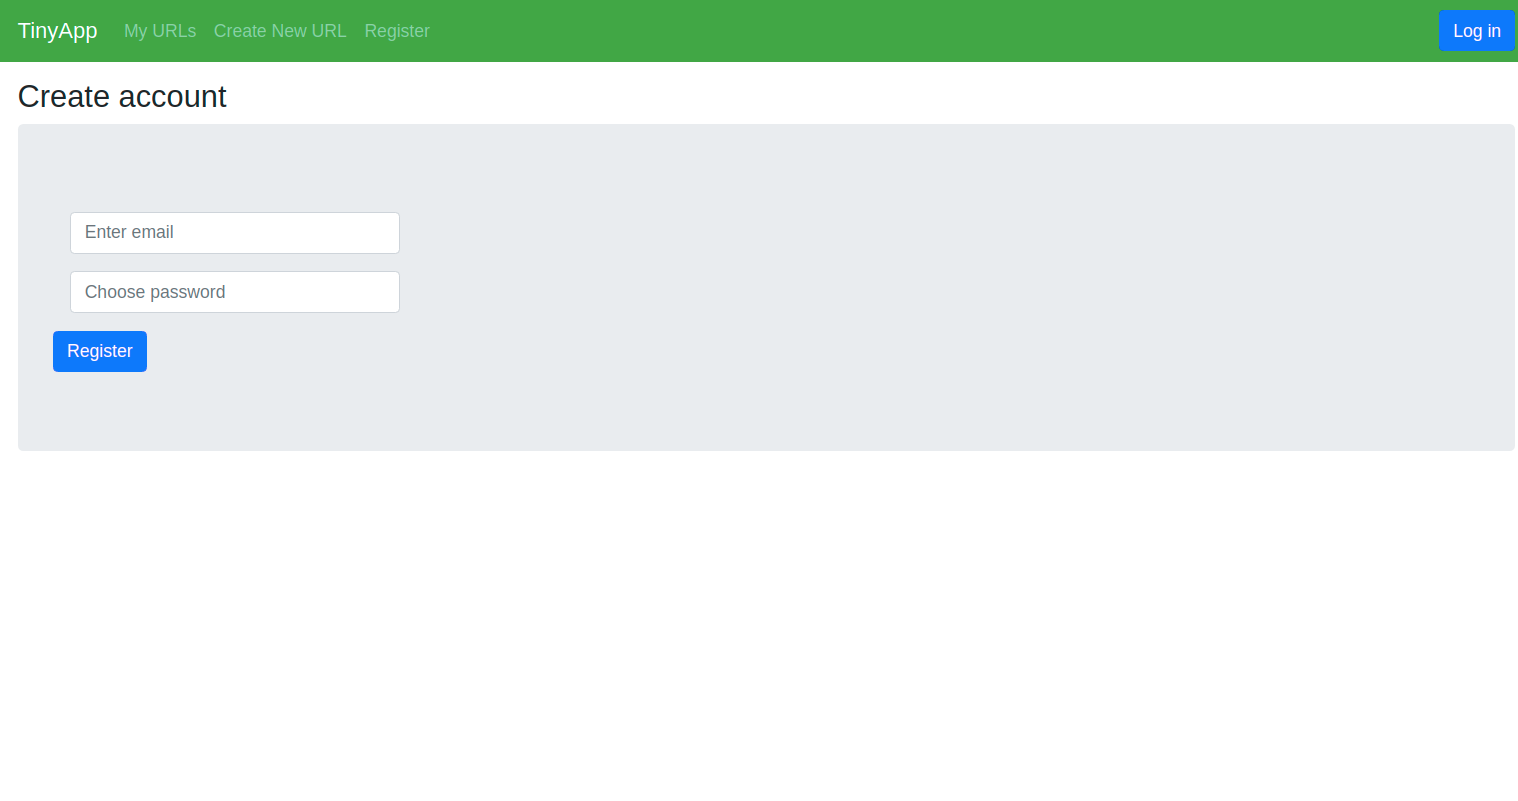 TinyApp My URLs Create New URL Register Log in
Create account
Enter email
Choose password
Register